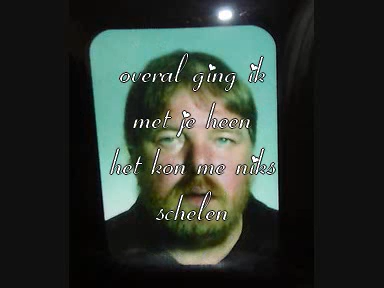 overal ging ik
met je heen
het kon me niks
schelen